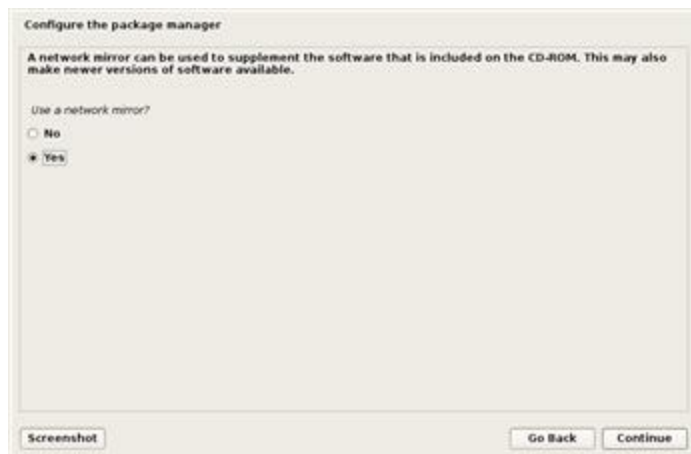 Configure the package manager
A network mirror can be used to supplement the software that is included on the CD-ROM. This may also
make newer versions of software available.
Use a network mirror?
No
Yes
Screenshot
Go Back
Continue